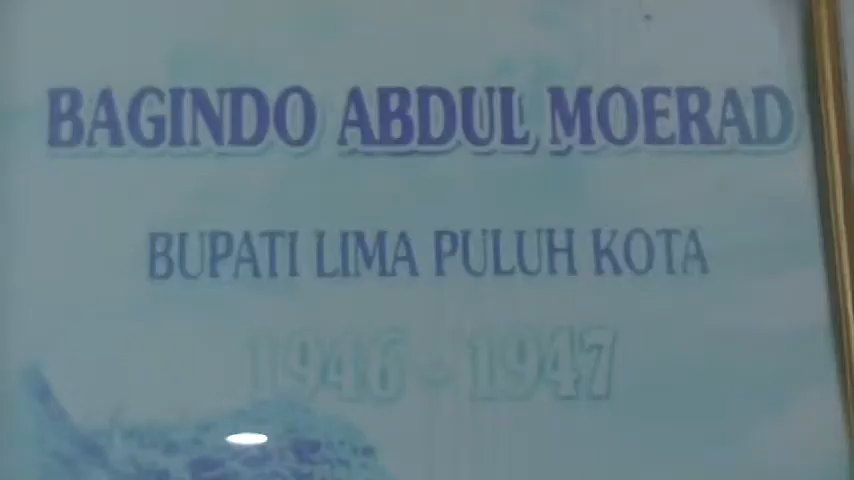 BAGINDO ABDUL MOERAD
BUPATI LIMA PULUH KOTA
1946 - 1947